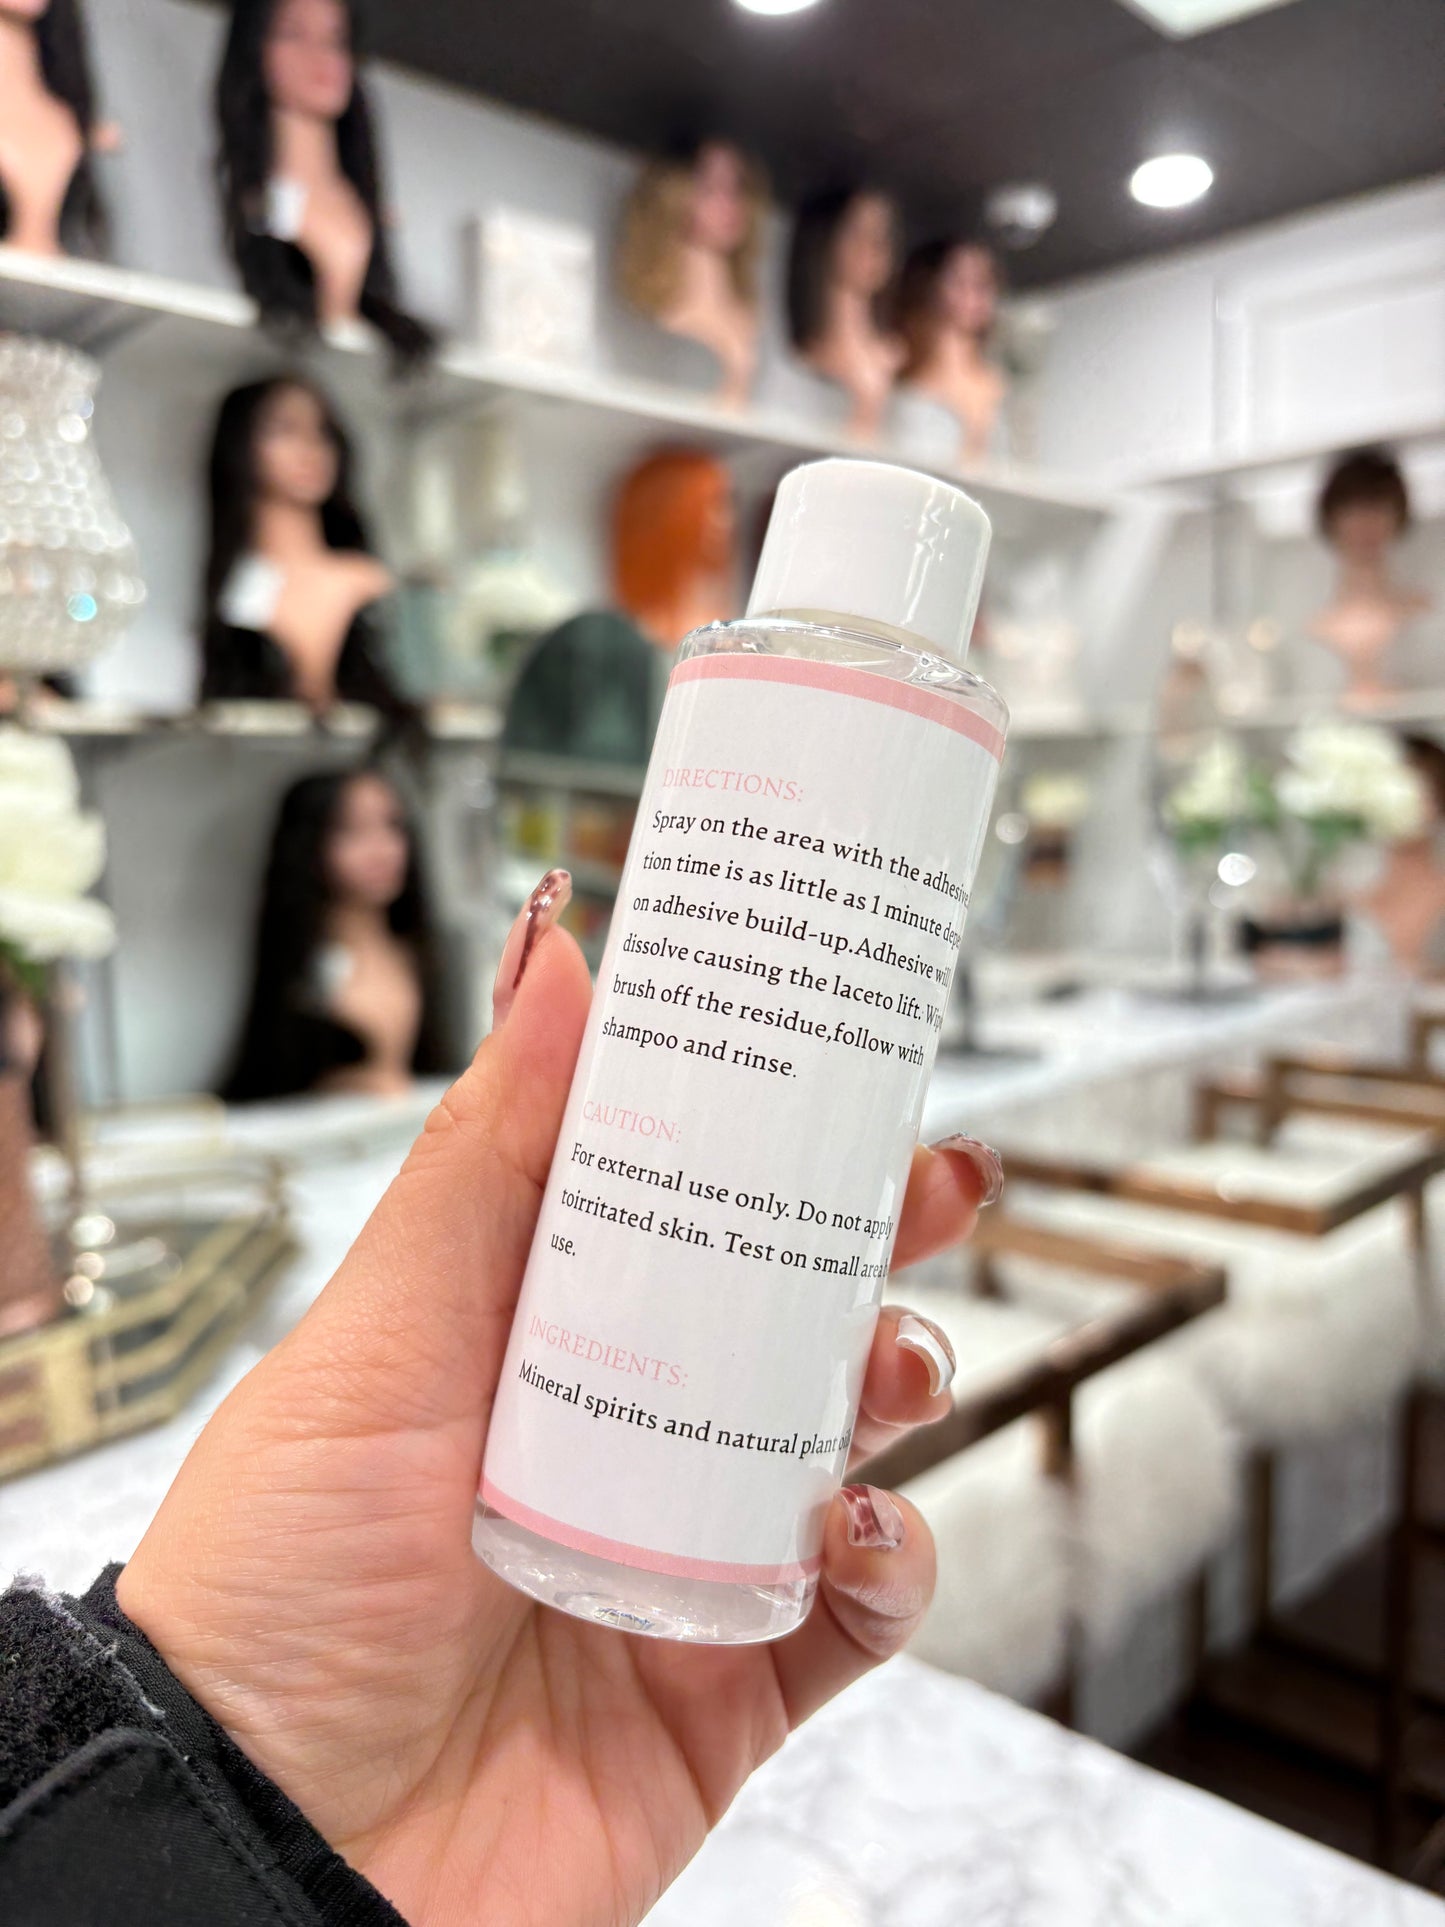 DIRECTIONS:
Spray on the area with the adhesive.
tion time is as little as 1 minute
on adhesive build-up.Adhesive will
dissolve causing the laceto lift. Wipe
brush off the residue,follow with
shampoo and rinse.
CAUTION:
For external use only. Do not apply
toirritated skin. Test on small area
use.
INGREDIENTS:
Mineral spirits and natural plant